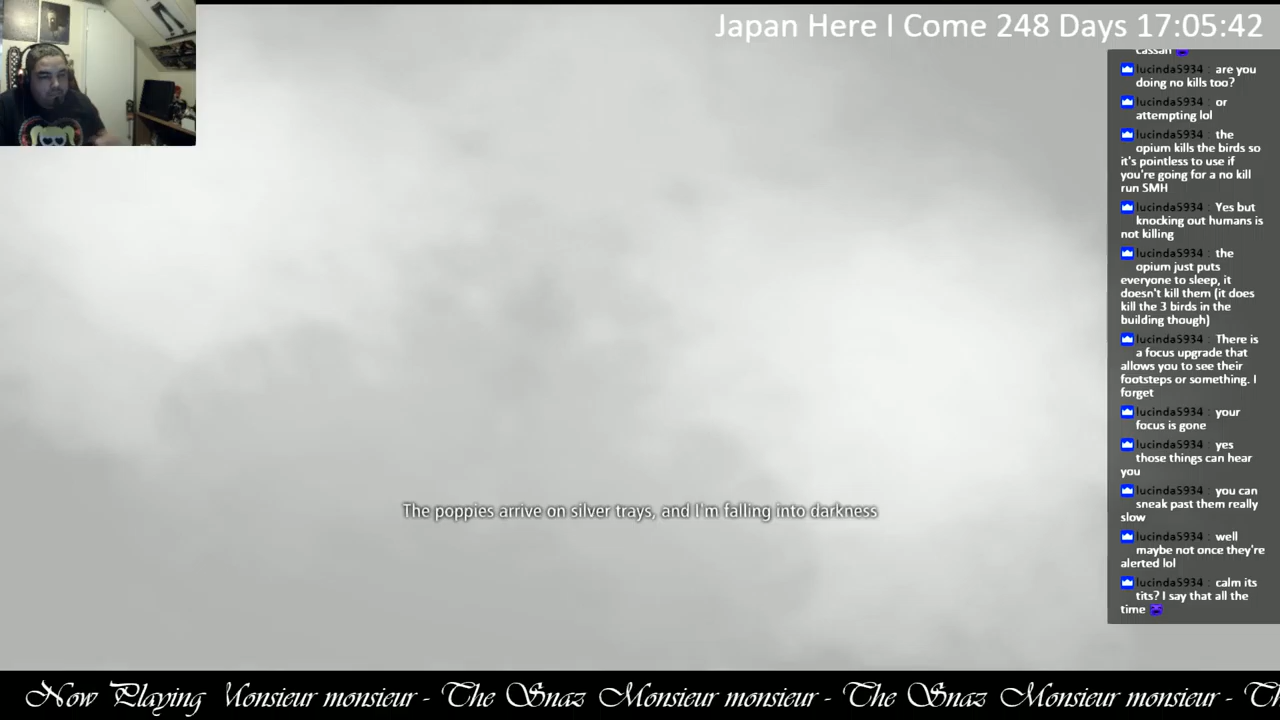 Japan Here I Come 248 Days 17:05:42
cassan
lucinda5934 : are you
doing no kills too?
lucinda5934 : or
attempting lol
lucinda5934 : the
opium kills the birds so
it's pointless to use if
you're going for a no kill
run SMH
lucinda5934 : Yes but
knocking out humans is
not killing
lucinda5934 : the
opium just puts
everyone to sleep, it
doesn't kill them (it does
kill the 3 birds in the
building though)
lucinda5934 : There is
a focus upgrade that
allows you to see their
footsteps or something. I
forget
lucinda5934 : your
focus is gone
lucinda5934 : yes
those things can hear
you
lucinda5934 : you can
sneak past them really
slow
lucinda5934 : well
maybe not once they're
alerted lol
lucinda5934 : calm its
tits? I say that all the
time
The poppies arrive on silver trays, and I'm falling into darkness
Now Playing Monsieur monsieur - The Snaz Monsieur monsieur - The Snaz Monsieur monsieur - Th